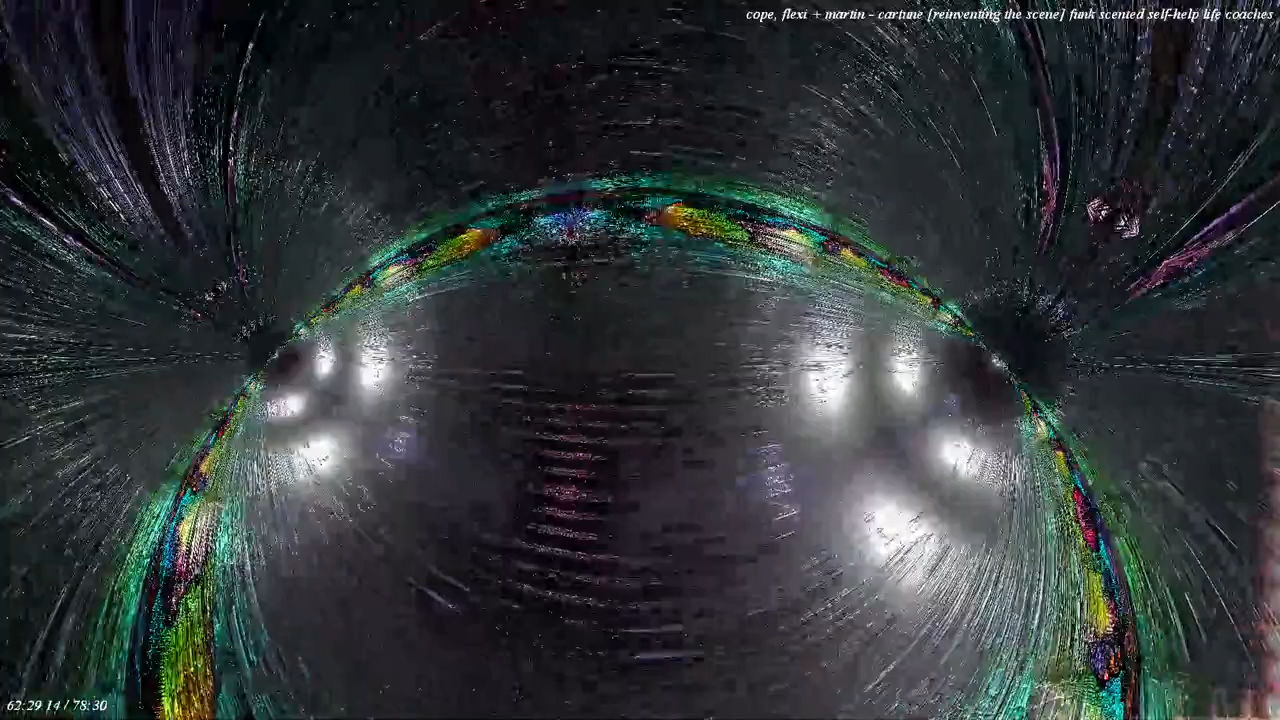 cope, flexi + martin - cartune [reinventing the scene] funk scented self-help life coaches
62:29 14 / 78:30